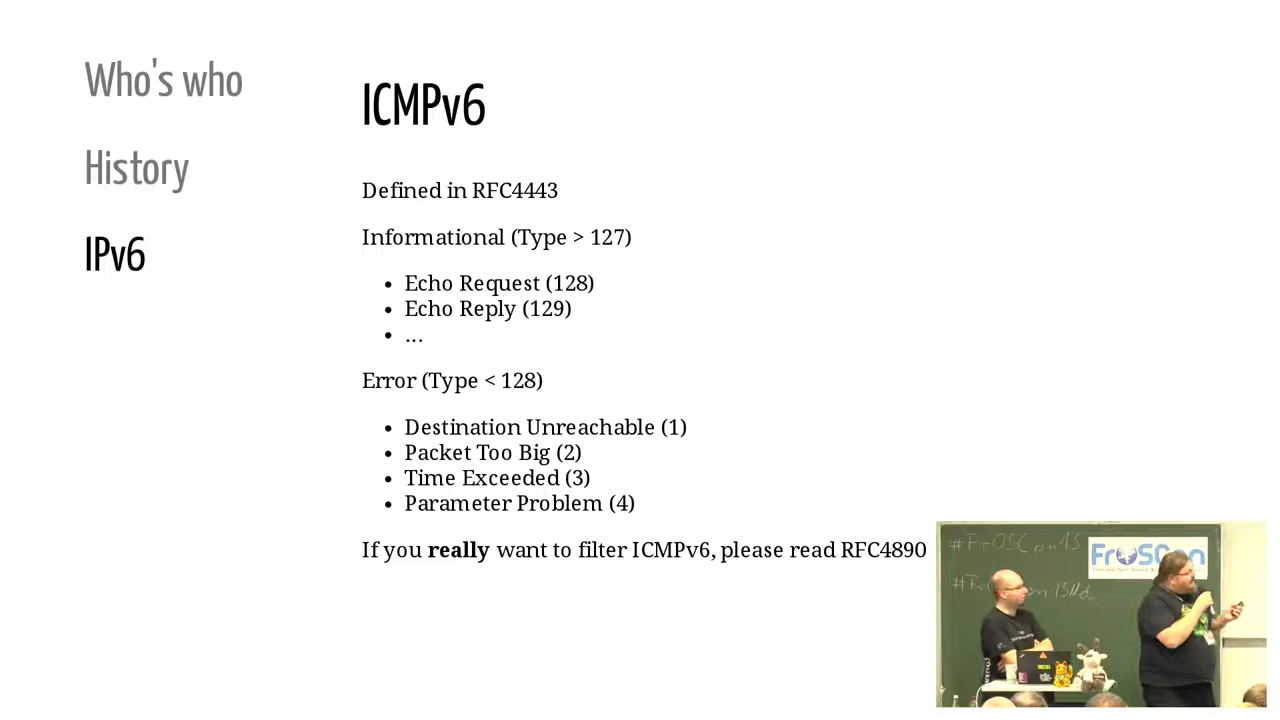 Who's who
History
IPv6
ICMPv6
Defined in RFC4443
Informational (Type > 127)
• Echo Request (128)
• Echo Reply (129)
• ...
Error (Type < 128)
• Destination Unreachable (1)
• Packet Too Big (2)
• Time Exceeded (3)
• Parameter Problem (4)
If you really want to filter ICMPv6, please read RFC4890
FrOSCon